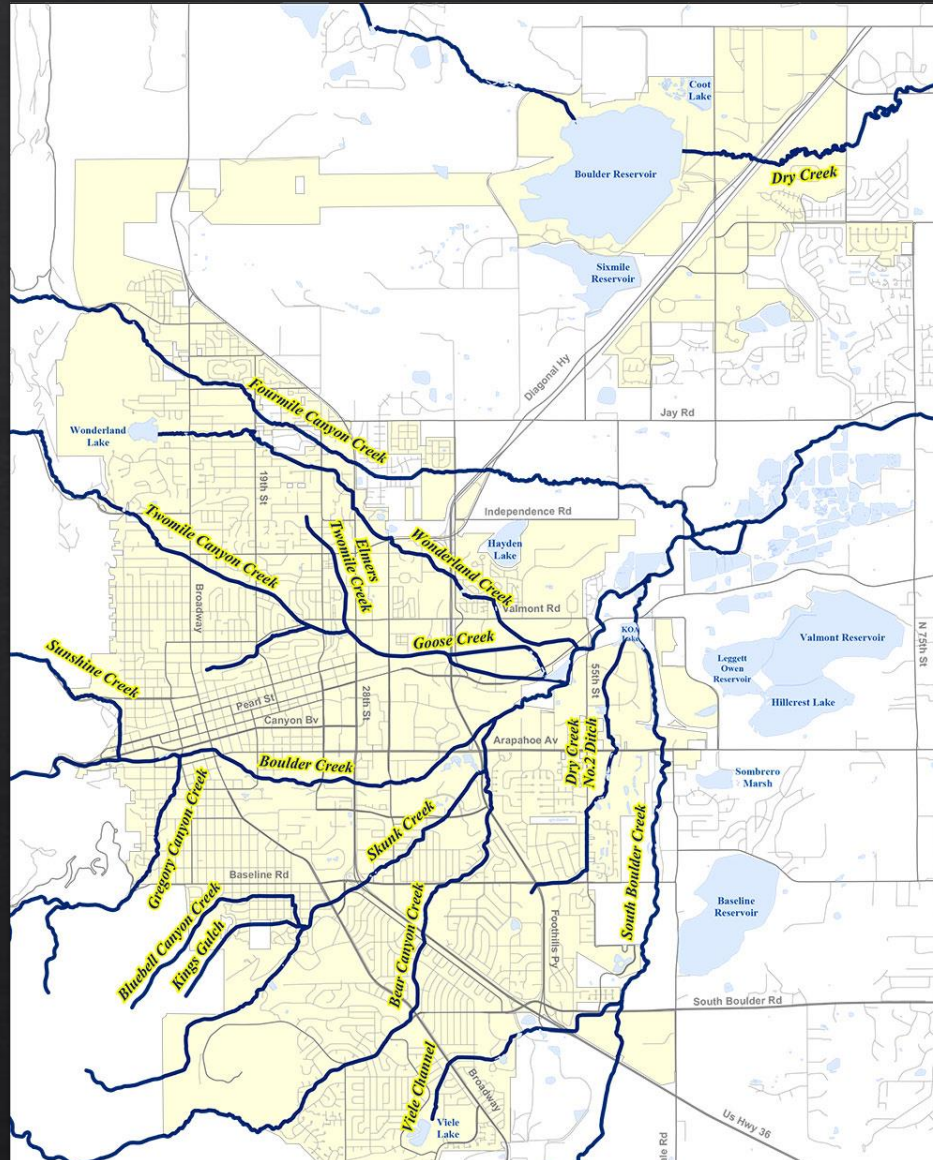 Coot
Lake
Boulder Reservoir
Dry Creek
Sixmile
Reservoir
Diagonal Hy
Jay Rd
Fourmile Canyon Creek
Wonderland
Lake
19th St
Independence Rd
Twomile Canyon Creek
Elmers
Twomile Creek
Wonderland Creek
Hayden
Lake
Valmont Rd
Broadway
Goose Creek
KOA
Lake
Valmont Reservoir
N 75th St
Leggett
Owen
Reservoir
Hillcrest Lake
Sunshine Creek
Pearl St
28th St
55th St
Canyon Bv
Arapahoe Av
Boulder Creek
Dry Creek
No.2 Ditch
Sombrero
Marsh
Gregory Canyon Creek
Skunk Creek
South Boulder Creek
Baseline Rd
Bluebell Canyon Creek
Kings Gulch
Bear Canyon Creek
Foothills Py
Baseline
Reservoir
South Boulder Rd
Viele Channel
Broadway
Viele
Lake
Us Hwy 36